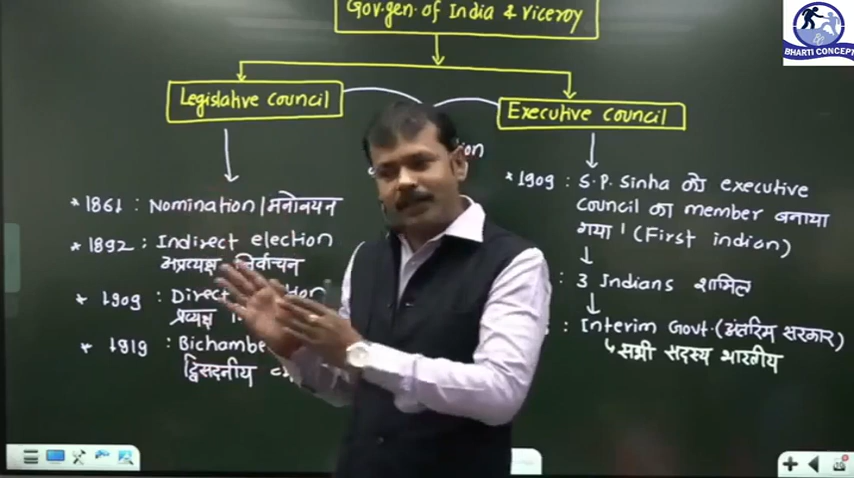 Gov.gen. of India & Viceroy
BHARTI CONCEPT
Legislative council
Executive council
* 1861 : Nomination/मनोनयन
* 1892 : Indirect election
अप्रत्यक्ष निर्वाचन
* 1909 :
प्रत्यक्ष
* 1919 :
द्विसदनीय
* 1909 : S.P. Sinha को executive
council का member बनाया
गया । (First indian)
: 3 Indians शामिल
: Interim Govt. (अंतरिम सरकार)
सभी सदस्य भारतीय